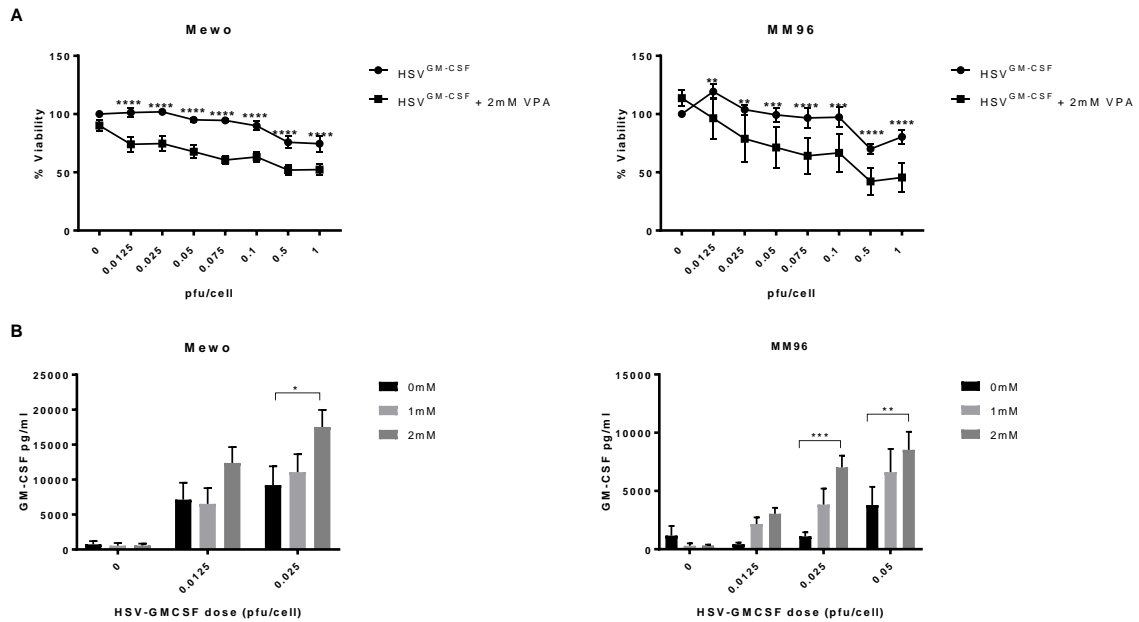 A
Mewo
150
100
50
0
% Viability
**** **** **** **** **** **** ****
0 0.0125 0.025 0.05 0.075 0.1 0.5 1
pfu/cell
HSV^GM-CSF
HSV^GM-CSF + 2mM VPA
MM96
150
100
50
0
% Viability
** ** *** **** *** **** ****
0 0.0125 0.025 0.05 0.075 0.1 0.5 1
pfu/cell
HSV^GM-CSF
HSV^GM-CSF + 2mM VPA
B
Mewo
25000
20000
15000
10000
5000
0
GM-CSF pg/ml
*
0 0.0125 0.025
HSV-GMCSF dose (pfu/cell)
0mM
1mM
2mM
MM96
15000
10000
5000
0
GM-CSF pg/ml
*** **
0 0.0125 0.025 0.05
HSV-GMCSF dose (pfu/cell)
0mM
1mM
2mM